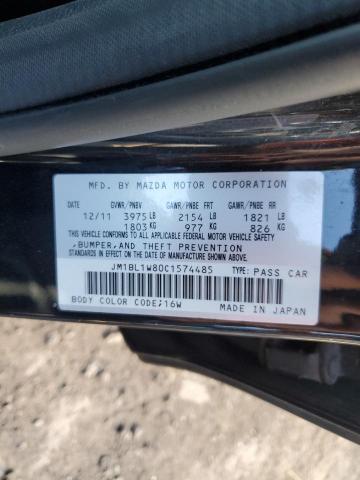 MFD. BY MAZDA MOTOR CORPORATION
GVWR/PNBV GAWR/PNBE FRT GAWR/PNBE RR
12/11 3975 LB 2154 LB 1821 LB
1803 KG 977 KG 826 KG
THIS VEHICLE CONFORMS TO ALL APPLICABLE FEDERAL MOTOR VEHICLE SAFETY
BUMPER, AND THEFT PREVENTION
STANDARDS IN EFFECT ON THE DATE OF MANUFACTURE SHOWN ABOVE.
JM1BL1W80C1574485 TYPE: PASS CAR
BODY COLOR CODE/16W MADE IN JAPAN